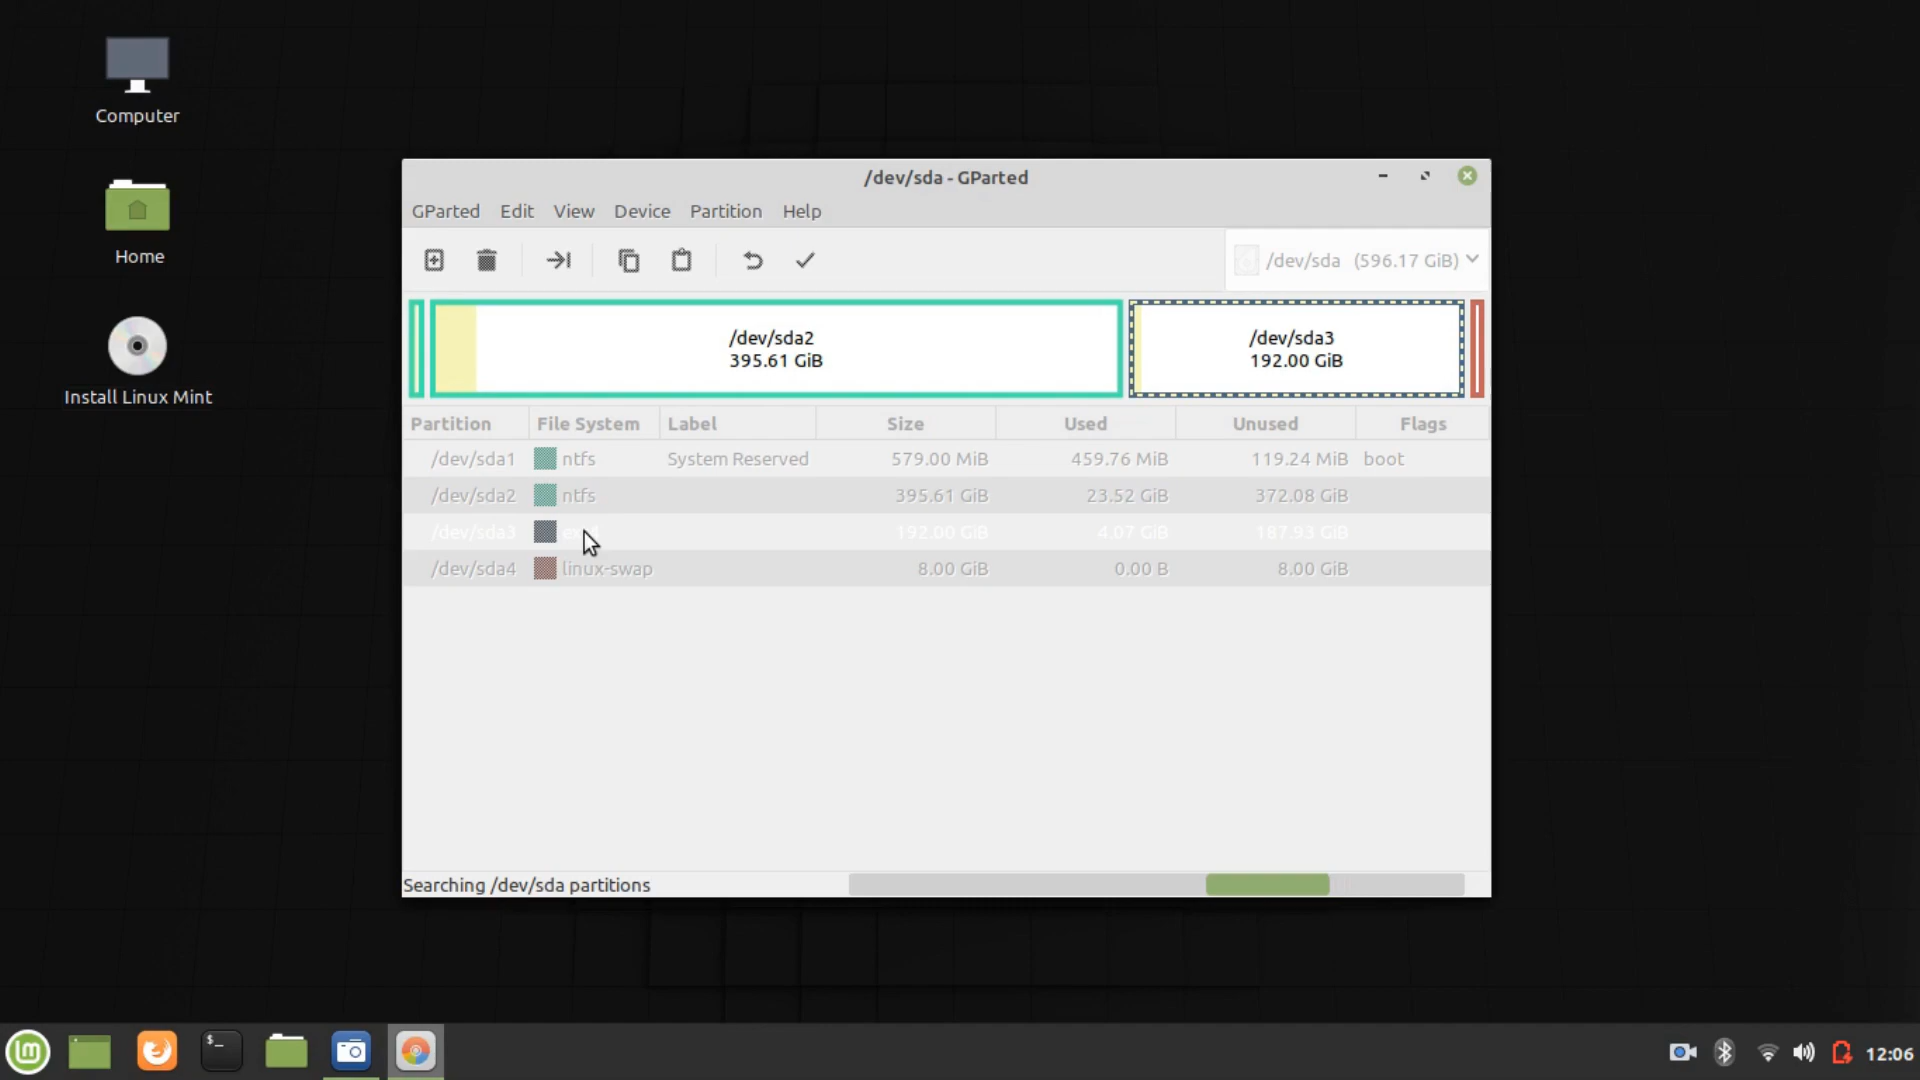 Computer
Home
Install Linux Mint
/dev/sda - GParted
GParted Edit View Device Partition Help
/dev/sda (596.17 GiB)
/dev/sda2
395.61 GiB
/dev/sda3
192.00 GiB
Partition File System Label Size Used Unused Flags
/dev/sda1 ntfs System Reserved 579.00 MiB 459.76 MiB 119.24 MiB boot
/dev/sda2 ntfs 395.61 GiB 23.52 GiB 372.08 GiB
/dev/sda3 192.00 GiB 4.07 GiB 187.93 GiB
/dev/sda4 linux-swap 8.00 GiB 0.00 B 8.00 GiB
Searching /dev/sda partitions
$_
12:06